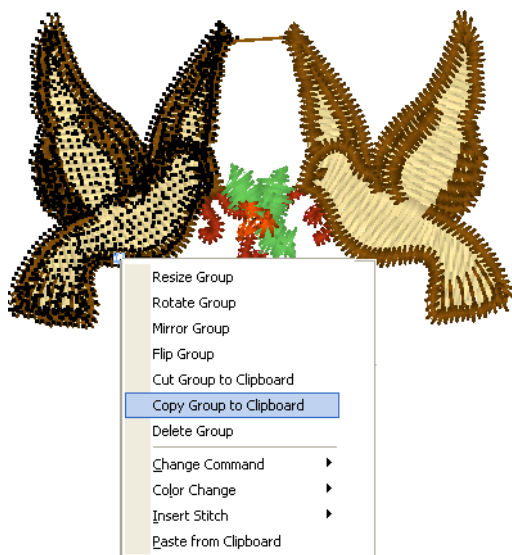 Resize Group
Rotate Group
Mirror Group
Flip Group
Cut Group to Clipboard
Copy Group to Clipboard
Delete Group
Change Command
Color Change
Insert Stitch
Paste from Clipboard